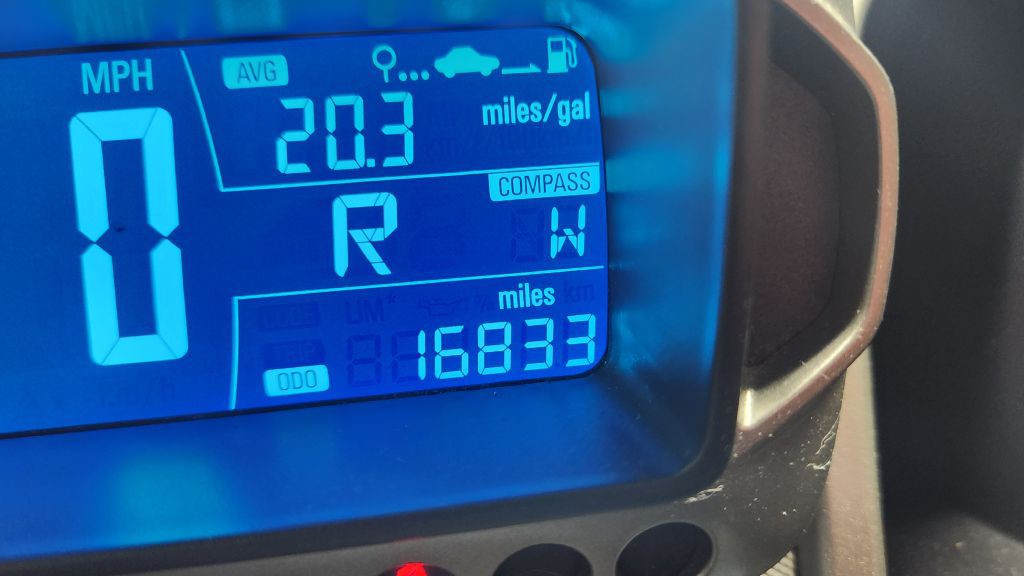 MPH
0
AVG
20.3 miles/gal
COMPASS
R W
miles
ODO 16833